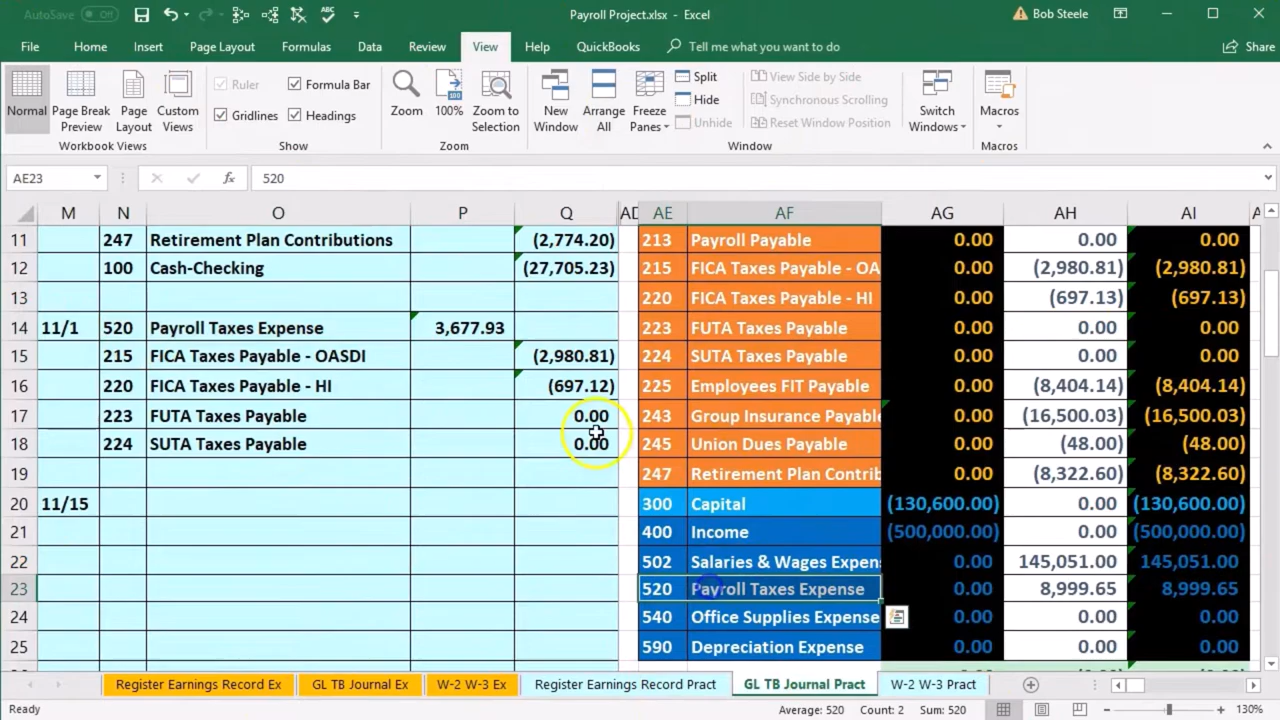 AutoSave Off Payroll Project.xlsx - Excel Bob Steele
File Home Insert Page Layout Formulas Data Review View Help QuickBooks Tell me what you want to do Share
Normal Page Break Preview Page Layout Custom Views Ruler Formula Bar Gridlines Headings Zoom 100% Zoom to Selection New Window Arrange All Freeze Panes Split Hide Unhide View Side by Side Synchronous Scrolling Reset Window Position Switch Windows Macros
Workbook Views Show Zoom Window Macros
AE23 fx 520
M N O P Q AD AE AF AG AH AI
11 247 Retirement Plan Contributions (2,774.20) 213 Payroll Payable 0.00 0.00 0.00
12 100 Cash-Checking (27,705.23) 215 FICA Taxes Payable - OA 0.00 (2,980.81) (2,980.81)
13 220 FICA Taxes Payable - HI 0.00 (697.13) (697.13)
14 11/1 520 Payroll Taxes Expense 3,677.93 223 FUTA Taxes Payable 0.00 0.00 0.00
15 215 FICA Taxes Payable - OASDI (2,980.81) 224 SUTA Taxes Payable 0.00 0.00 0.00
16 220 FICA Taxes Payable - HI (697.12) 225 Employees FIT Payable 0.00 (8,404.14) (8,404.14)
17 223 FUTA Taxes Payable 0.00 243 Group Insurance Payable 0.00 (16,500.03) (16,500.03)
18 224 SUTA Taxes Payable 0.00 245 Union Dues Payable 0.00 (48.00) (48.00)
19 247 Retirement Plan Contrib 0.00 (8,322.60) (8,322.60)
20 11/15 300 Capital (130,600.00) 0.00 (130,600.00)
21 400 Income (500,000.00) 0.00 (500,000.00)
22 502 Salaries & Wages Expen 0.00 145,051.00 145,051.00
23 520 Payroll Taxes Expense 0.00 8,999.65 8,999.65
24 540 Office Supplies Expense 0.00 0.00 0.00
25 590 Depreciation Expense 0.00 0.00 0.00
Register Earnings Record Ex GL TB Journal Ex W-2 W-3 Ex Register Earnings Record Pract GL TB Journal Pract W-2 W-3 Pract
Ready Average: 520 Count: 2 Sum: 520 130%